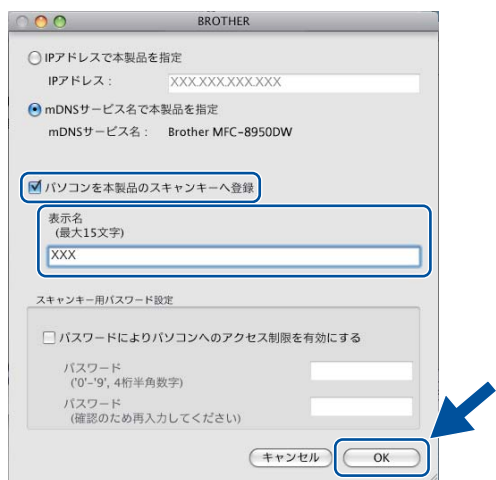 BROTHER
IPアドレスで本製品を指定
IPアドレス： XXX.XXX.XXX.XXX
mDNSサービス名で本製品を指定
mDNSサービス名： Brother MFC-8950DW
パソコンを本製品のスキャンキーへ登録
表示名
(最大15文字)
XXX
スキャンキー用パスワード設定
パスワードによりパソコンへのアクセス制限を有効にする
パスワード
('0'-'9', 4桁半角数字)
パスワード
(確認のため再入力してください)
キャンセル OK